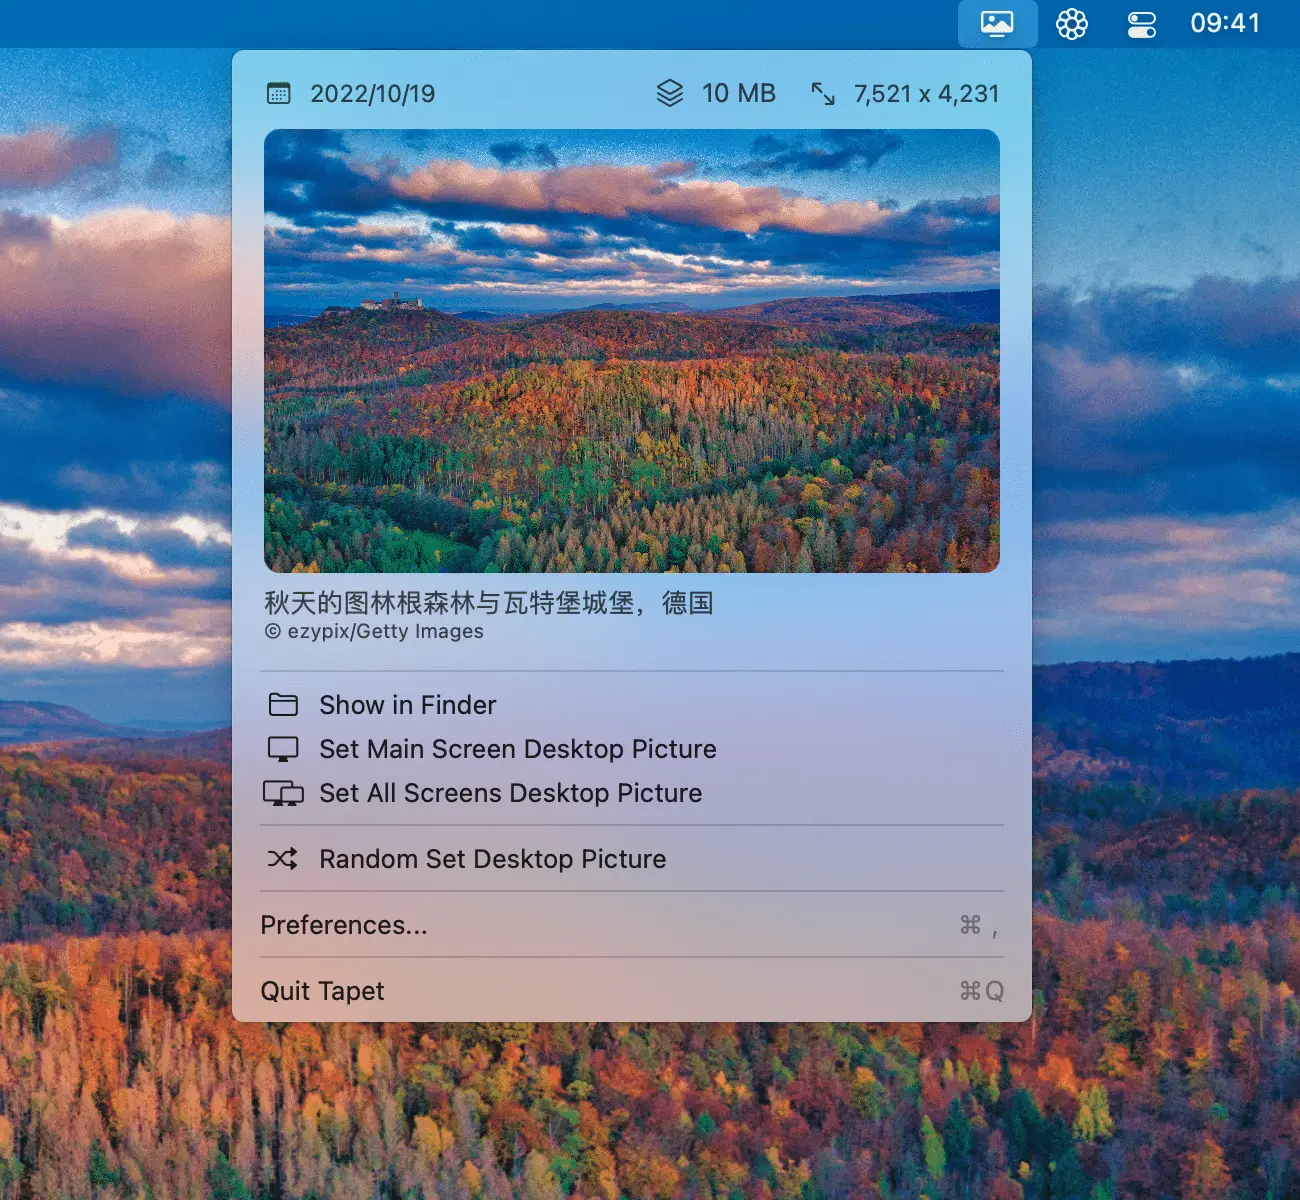 09:41
2022/10/19 10 MB 7,521 x 4,231
秋天的图林根森林与瓦特堡城堡，德国
© ezypix/Getty Images
Show in Finder
Set Main Screen Desktop Picture
Set All Screens Desktop Picture
Random Set Desktop Picture
Preferences... ⌘ ,
Quit Tapet ⌘Q